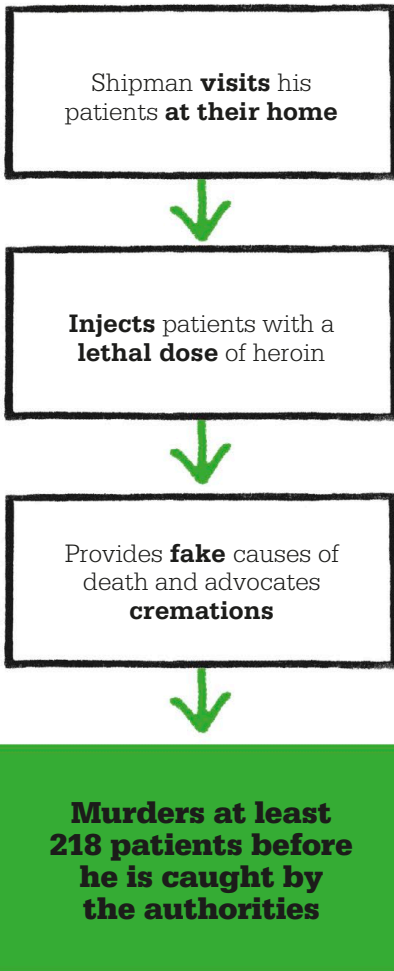 Shipman visits his
patients at their home
Injects patients with a
lethal dose of heroin
Provides fake causes of
death and advocates
cremations
Murders at least
218 patients before
he is caught by
the authorities